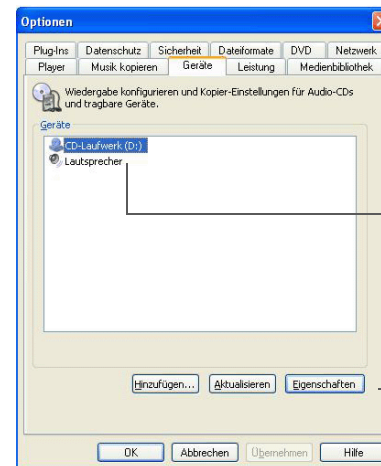 Optionen
Plug-Ins Datenschutz Sicherheit Dateiformate DVD Netzwerk
Player Musik kopieren Geräte Leistung Medienbibliothek
Wiedergabe konfigurieren und Kopier-Einstellungen für Audio-CDs
und tragbare Geräte.
Geräte
CD-Laufwerk (D:)
Lautsprecher
Hinzufügen... Aktualisieren Eigenschaften
OK Abbrechen Übernehmen Hilfe